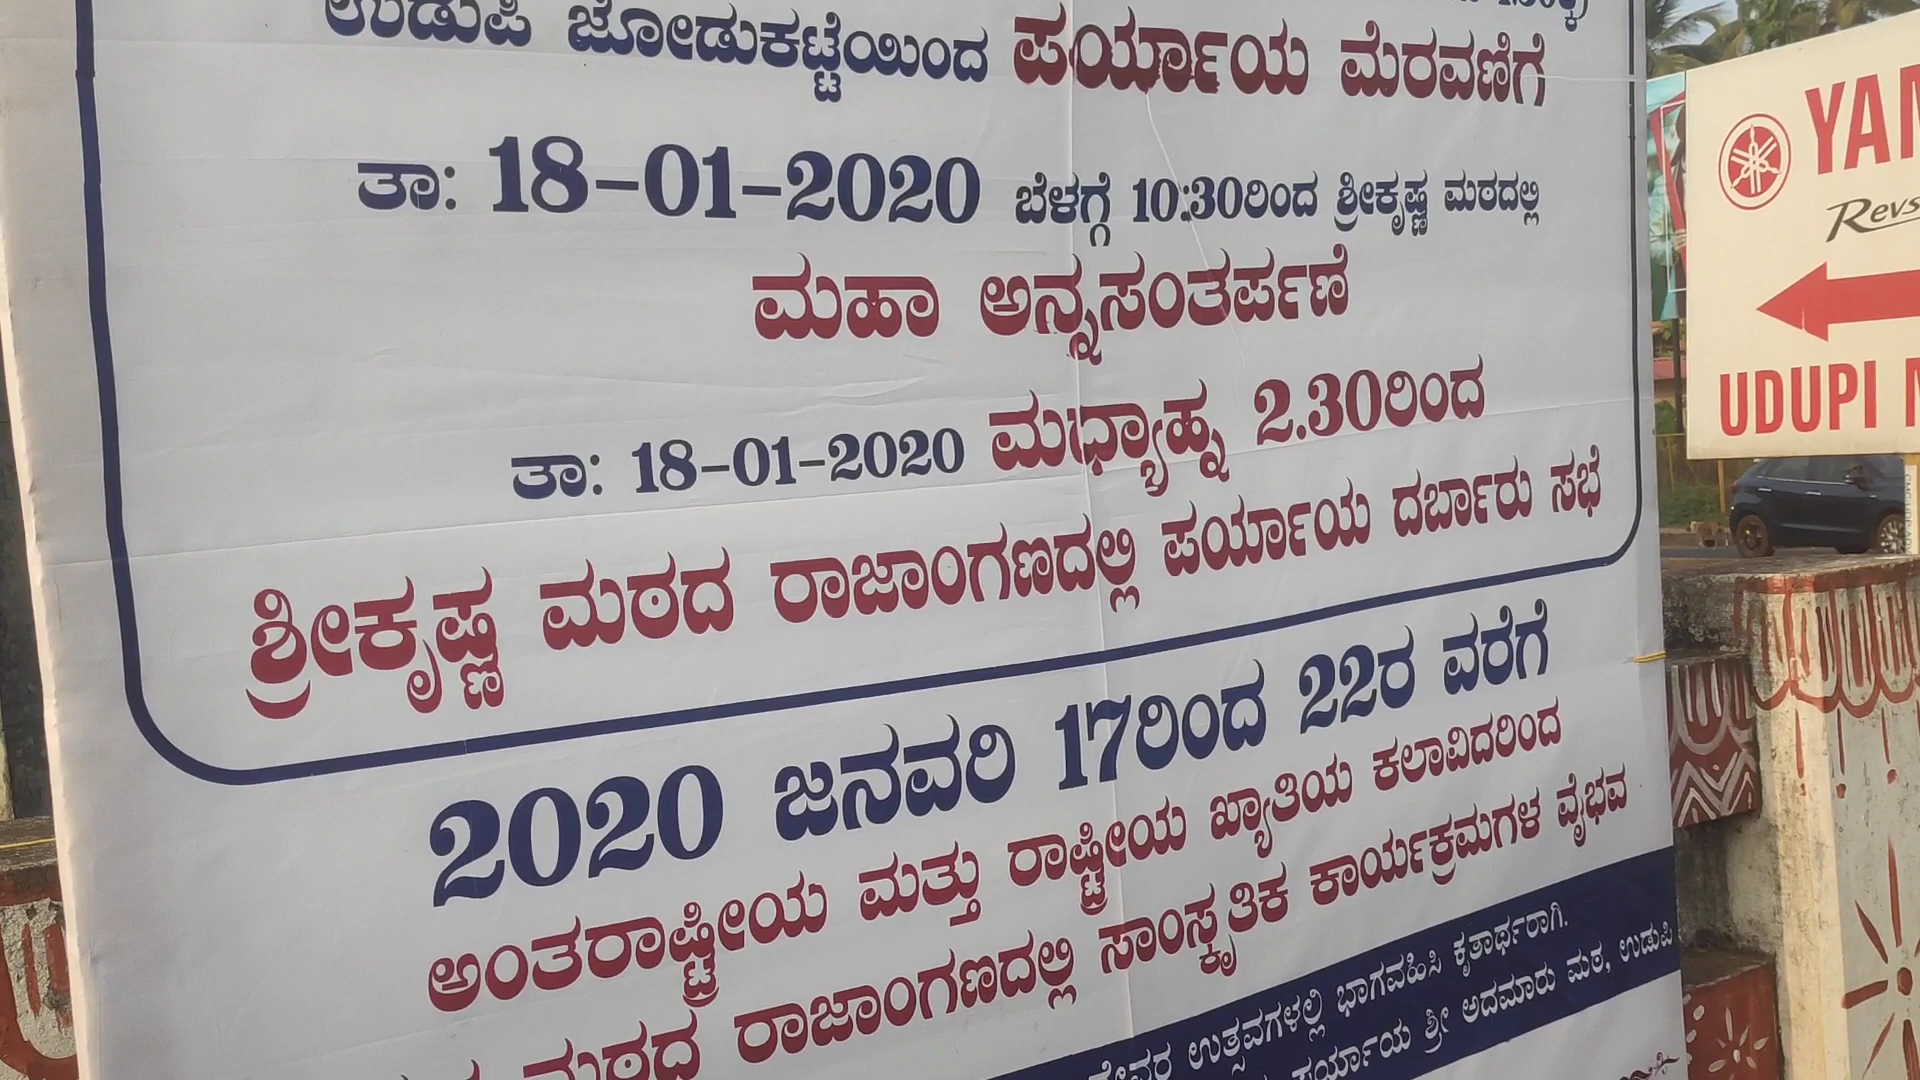 ಉಡುಪಿ ಜೋಡುಕಟ್ಟೆಯಿಂದ ಪರ್ಯಾಯ ಮೆರವಣಿಗೆ
ತಾ: 18-01-2020 ಬೆಳಗ್ಗೆ 10:30ರಿಂದ ಶ್ರೀಕೃಷ್ಣ ಮಠದಲ್ಲಿ
ಮಹಾ ಅನ್ನಸಂತರ್ಪಣೆ
ತಾ: 18-01-2020 ಮಧ್ಯಾಹ್ನ 2.30ರಿಂದ
ಶ್ರೀಕೃಷ್ಣ ಮಠದ ರಾಜಾಂಗಣದಲ್ಲಿ ಪರ್ಯಾಯ ದರ್ಬಾರು ಸಭೆ
2020 ಜನವರಿ 17ರಿಂದ 22ರ ವರೆಗೆ
ಅಂತರಾಷ್ಟ್ರೀಯ ಮತ್ತು ರಾಷ್ಟ್ರೀಯ ಖ್ಯಾತಿಯ ಕಲಾವಿದರಿಂದ
ಮಠದ ರಾಜಾಂಗಣದಲ್ಲಿ ಸಾಂಸ್ಕೃತಿಕ ಕಾರ್ಯಕ್ರಮಗಳ ವೈಭವ
ಉತ್ಸವಗಳಲ್ಲಿ ಭಾಗವಹಿಸಿ ಕೃತಾರ್ಥರಾಗಿ.
ಪರ್ಯಾಯ ಶ್ರೀ ಅದಮಾರು ಮಠ, ಉಡುಪಿ
UDUPI